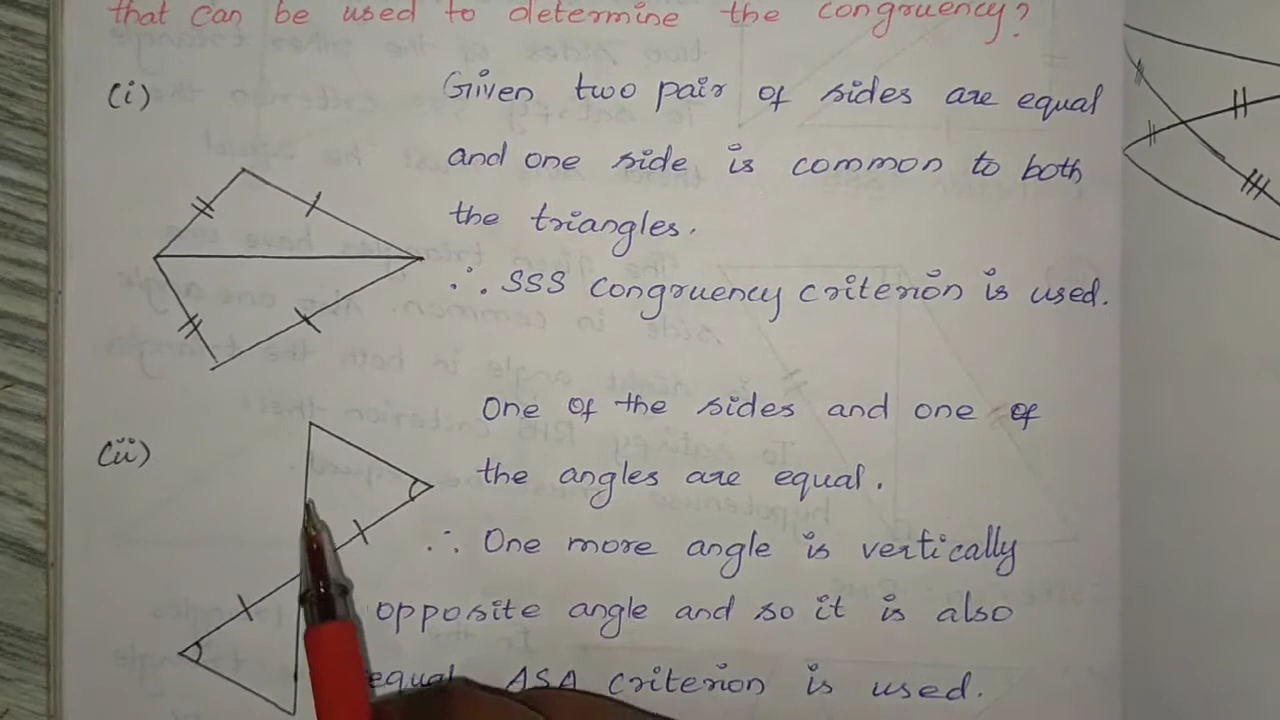 that can be used to determine the congruency?
(i) Given two pair of sides are equal
and one side is common to both
the triangles.
∴ SSS congruency criterion is used.
(ii) One of the sides and one of
the angles are equal.
∴ One more angle is vertically
opposite angle and so it is also
equal ASA criterion is used.